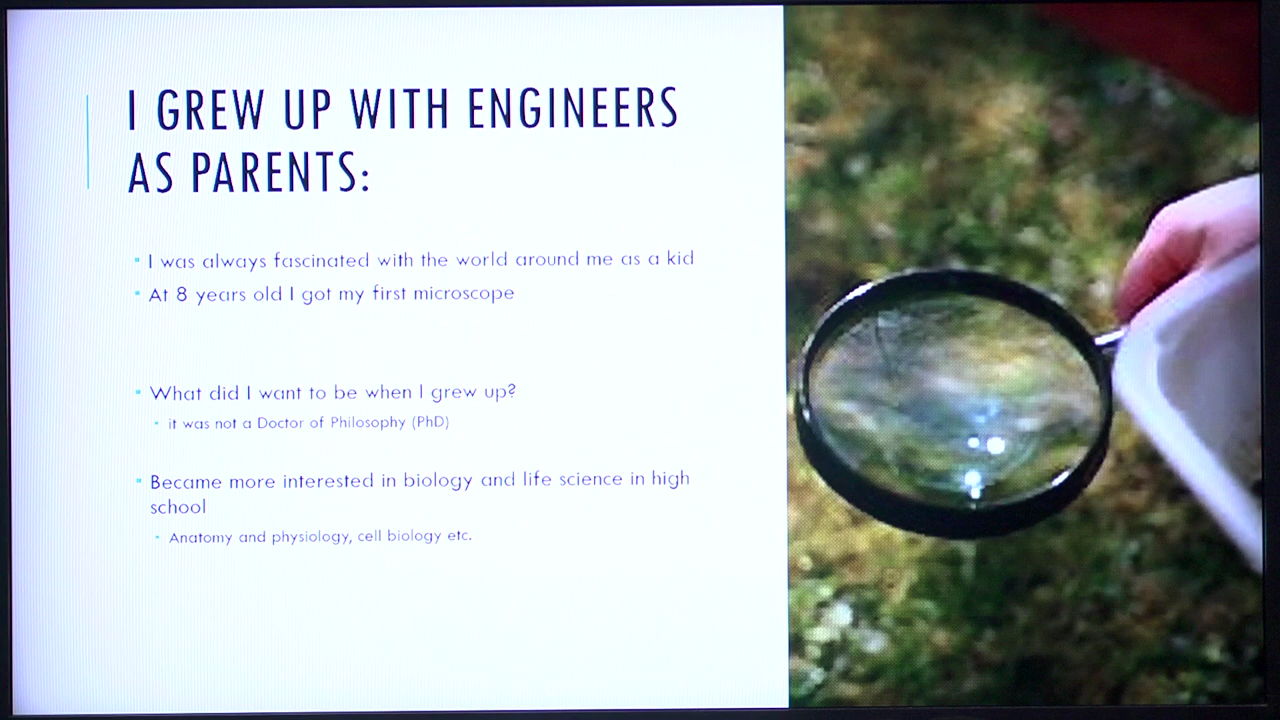 I GREW UP WITH ENGINEERS
AS PARENTS:
I was always fascinated with the world around me as a kid
At 8 years old I got my first microscope
What did I want to be when I grew up?
it was not a Doctor of Philosophy (PhD)
Became more interested in biology and life science in high
school
Anatomy and physiology, cell biology etc.